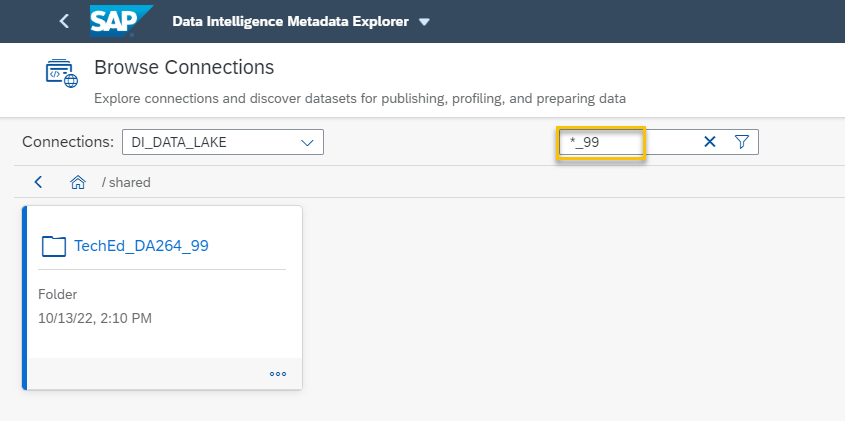 SAP Data Intelligence Metadata Explorer
Browse Connections
Explore connections and discover datasets for publishing, profiling, and preparing data
Connections: DI_DATA_LAKE *_99
/ shared
TechEd_DA264_99
Folder
10/13/22, 2:10 PM